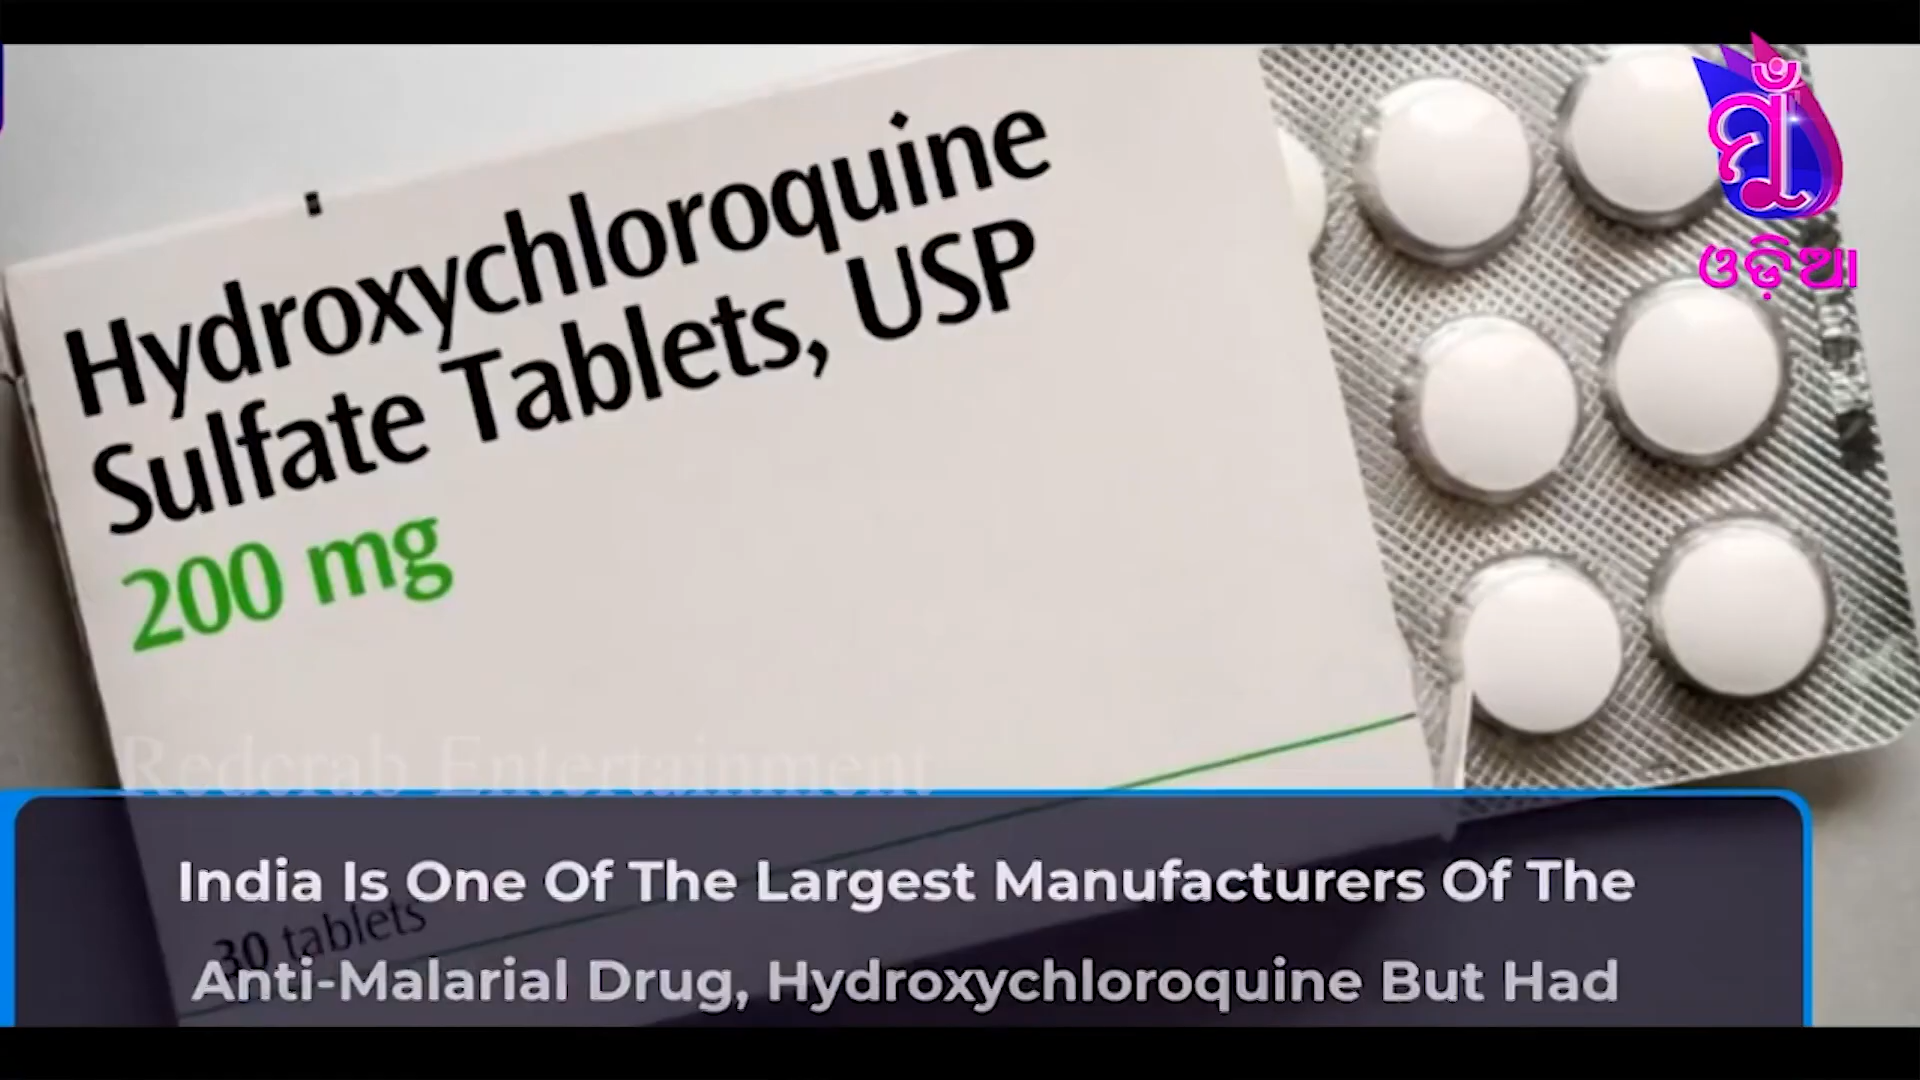 Hydroxychloroquine
Sulfate Tablets, USP
200 mg
ମୁଁ
ଓଡ଼ିଆ
Redcrab Entertainment
30 tablets
India Is One Of The Largest Manufacturers Of The
Anti-Malarial Drug, Hydroxychloroquine But Had